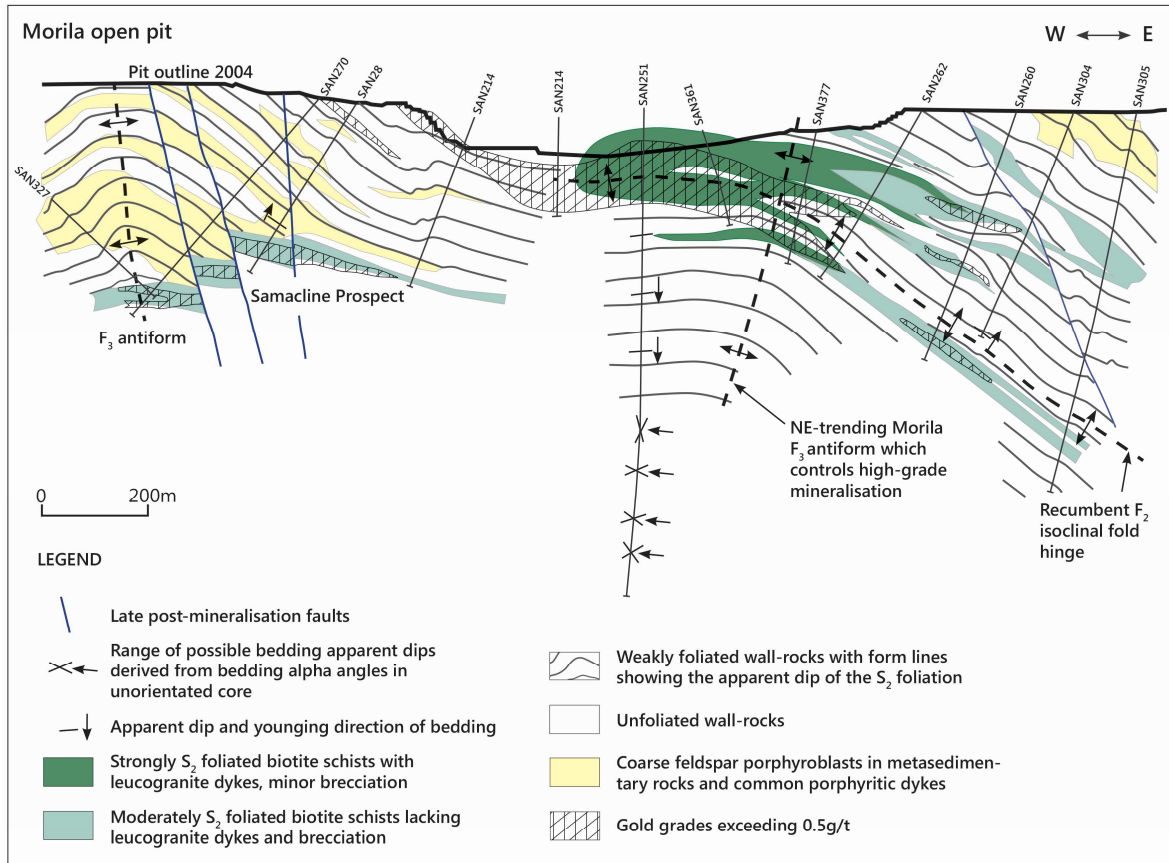 Morila open pit
W
E
Pit outline 2004
SAN270
SAN28
SAN214
SAN214
SAN251
SAN361
SAN377
SAN262
SAN260
SAN304
SAN305
SAN327
Samacline Prospect
F₃ antiform
NE-trending Morila
F₃ antiform which
controls high-grade
mineralisation
Recumbent F₂
isoclinal fold
hinge
0
200m
LEGEND
Late post-mineralisation faults
Range of possible bedding apparent dips
derived from bedding alpha angles in
unorientated core
Apparent dip and younging direction of bedding
Strongly S₂ foliated biotite schists with
leucogranite dykes, minor brecciation
Moderately S₂ foliated biotite schists lacking
leucogranite dykes and brecciation
Weakly foliated wall-rocks with form lines
showing the apparent dip of the S₂ foliation
Unfoliated wall-rocks
Coarse feldspar porphyroblasts in metasedimen-
tary rocks and common porphyritic dykes
Gold grades exceeding 0.5g/t